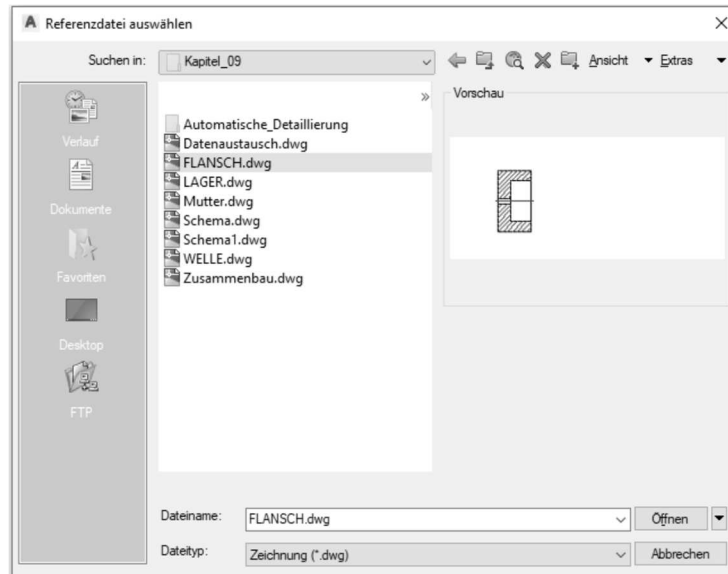 A Referenzdatei auswählen
Suchen in: Kapitel_09 Ansicht Extras
» Vorschau
Verlauf
Dokumente
Favoriten
Desktop
FTP
Automatische_Detaillierung
Datenaustausch.dwg
FLANSCH.dwg
LAGER.dwg
Mutter.dwg
Schema.dwg
Schema1.dwg
WELLE.dwg
Zusammenbau.dwg
Dateiname: FLANSCH.dwg Öffnen
Dateityp: Zeichnung (*.dwg) Abbrechen